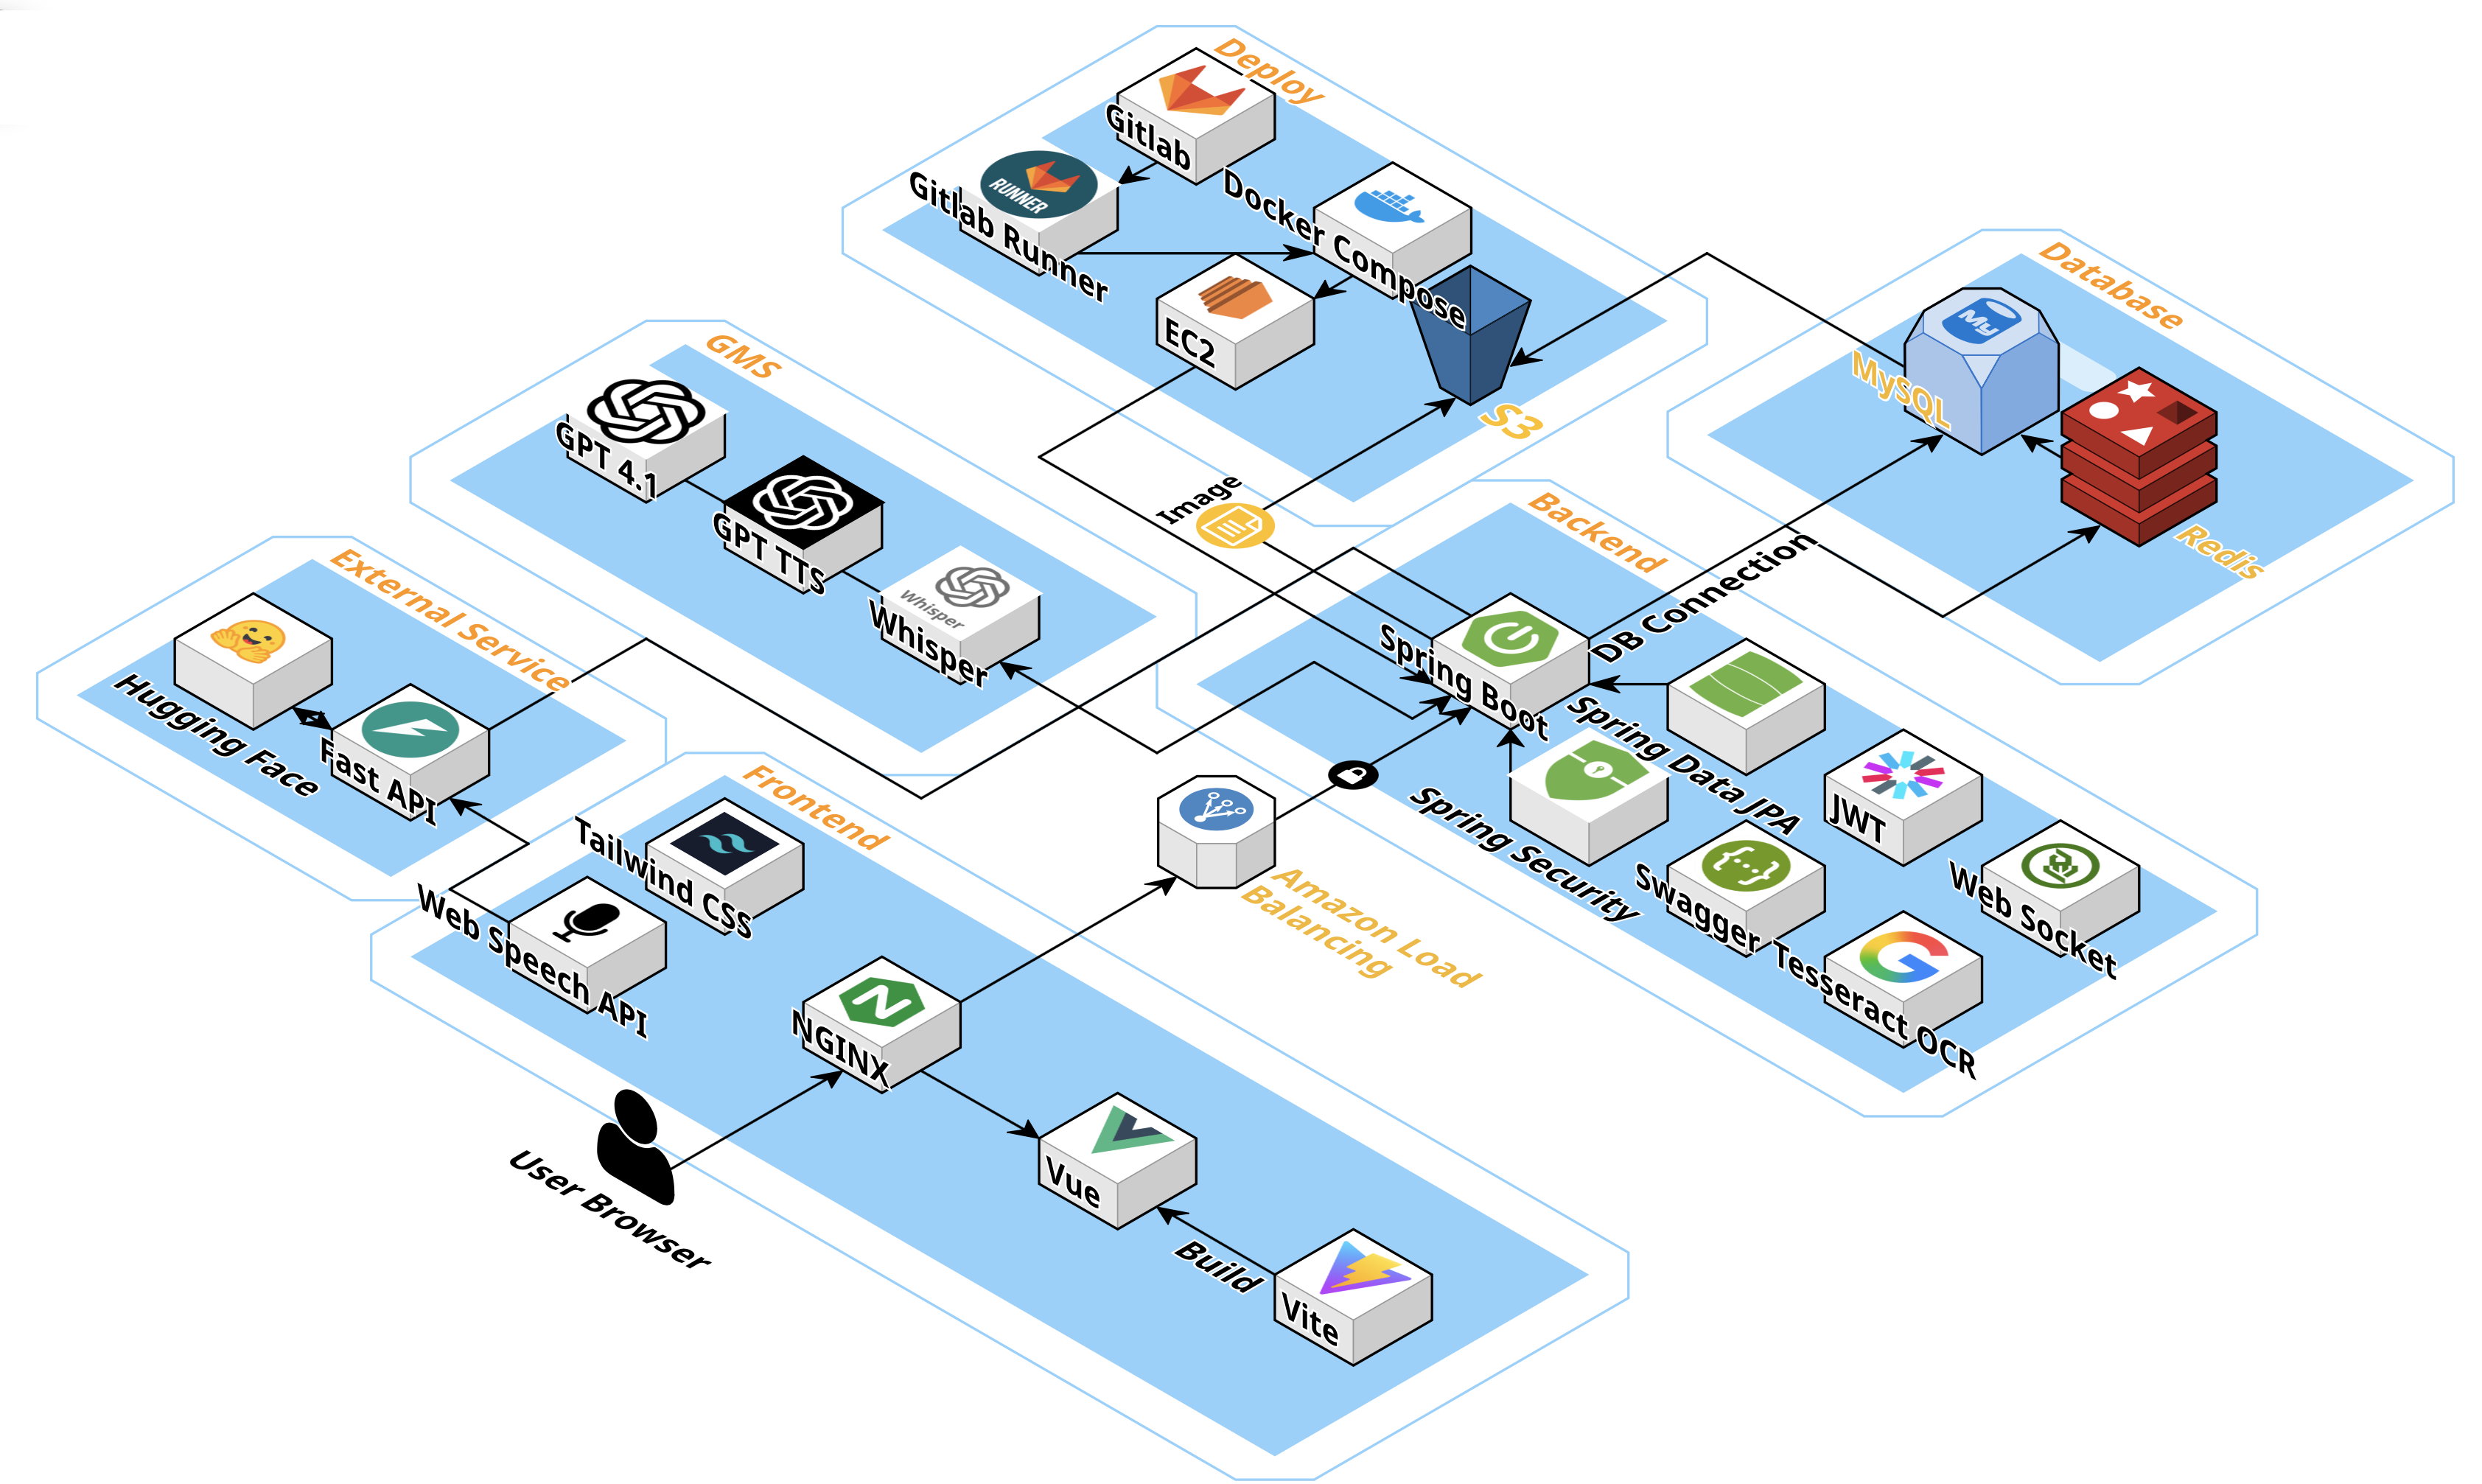 Deploy
Gitlab
RUNNER
Gitlab Runner
Docker Compose
EC2
S3
Database
My
MySQL
Redis
GMS
GPT 4.1
GPT TTS
Whisper
Whisper
Image
Backend
Spring Boot
DB Connection
Spring Data JPA
Spring Security
JWT
Swagger
Web Socket
Tesseract OCR
External Service
Hugging Face
Fast API
Frontend
Tailwind CSS
Web Speech API
NGINX
Amazon Load
Balancing
User Browser
Vue
Build
Vite